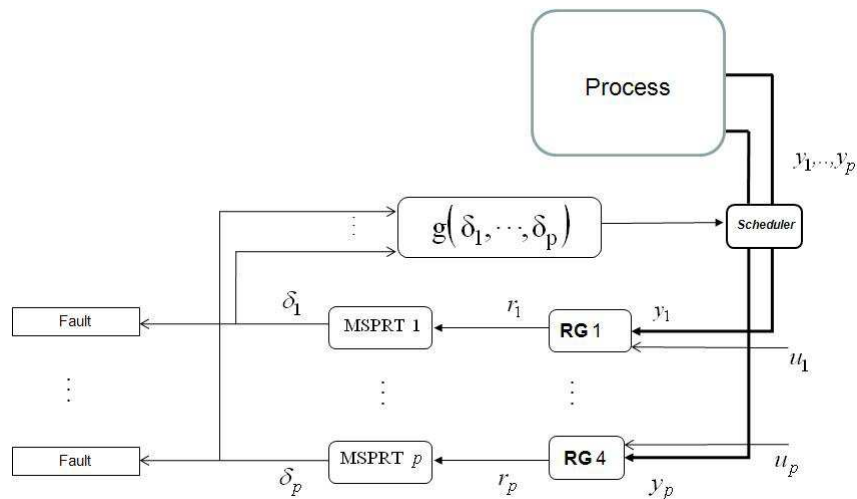 Process
y₁,..,yₚ
g(δ₁,⋯,δₚ)
Scheduler
⋮
Fault
δ₁
MSPRT 1
r₁
RG 1
y₁
u₁
⋮
⋮
⋮
Fault
δₚ
MSPRT p
rₚ
RG 4
yₚ
uₚ